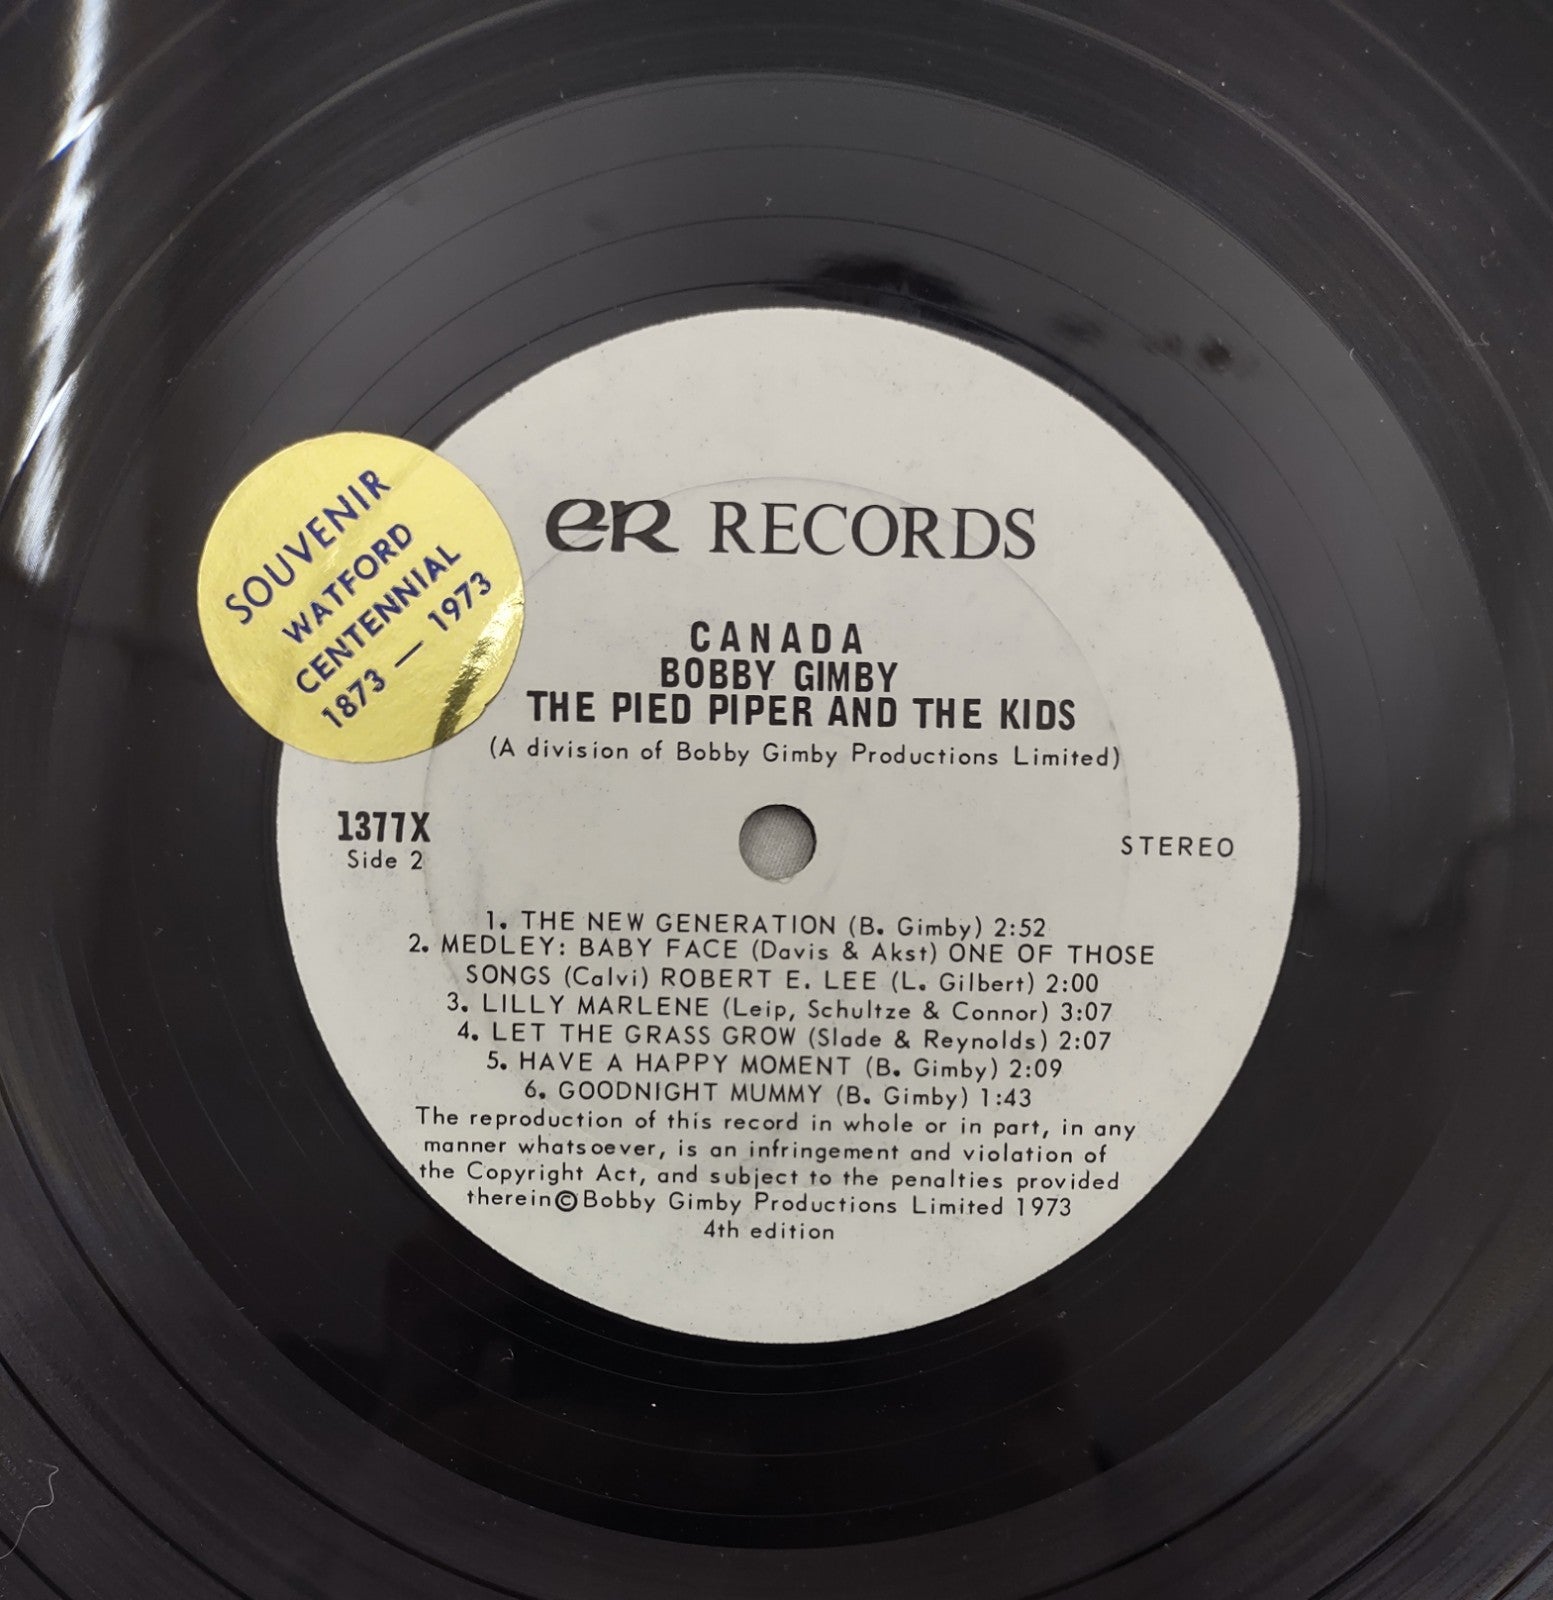 SOUVENIR
WATFORD
CENTENNIAL
1873 — 1973
eR RECORDS
CANADA
BOBBY GIMBY
THE PIED PIPER AND THE KIDS
(A division of Bobby Gimby Productions Limited)
1377X
Side 2
STEREO
1. THE NEW GENERATION (B. Gimby) 2:52
2. MEDLEY: BABY FACE (Davis & Akst) ONE OF THOSE
SONGS (Calvi) ROBERT E. LEE (L. Gilbert) 2:00
3. LILLY MARLENE (Leip, Schultze & Connor) 3:07
4. LET THE GRASS GROW (Slade & Reynolds) 2:07
5. HAVE A HAPPY MOMENT (B. Gimby) 2:09
6. GOODNIGHT MUMMY (B. Gimby) 1:43
The reproduction of this record in whole or in part, in any
manner whatsoever, is an infringement and violation of
the Copyright Act, and subject to the penalties provided
therein © Bobby Gimby Productions Limited 1973
4th edition